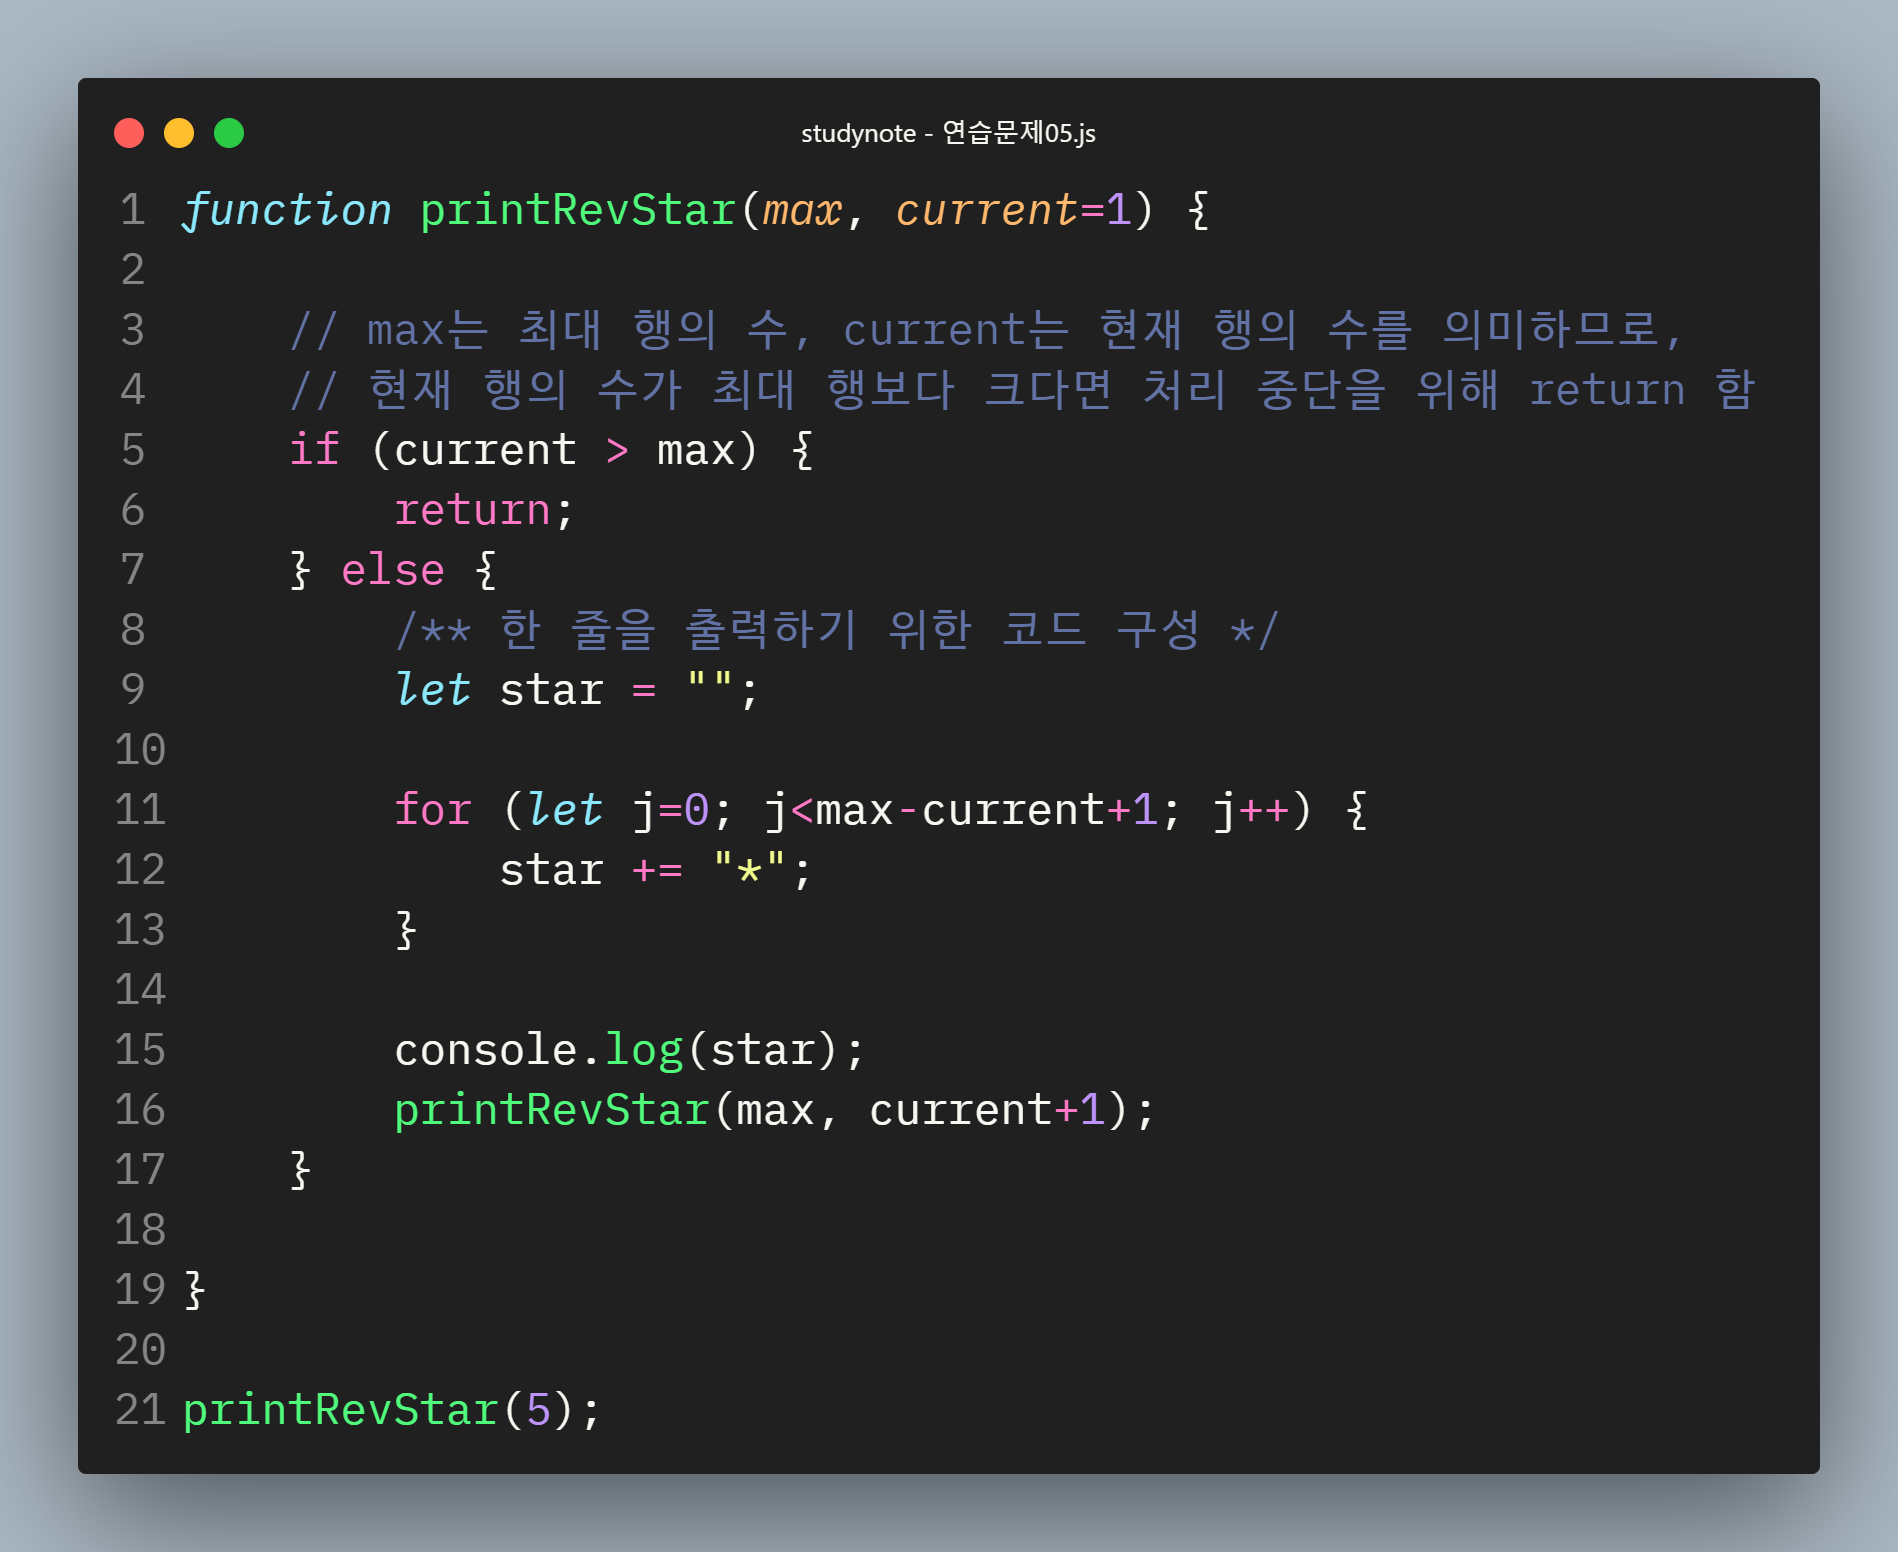 studynote - 연습문제05.js
1 function printRevStar(max, current=1) {
2
3     // max는 최대 행의 수, current는 현재 행의 수를 의미하므로,
4     // 현재 행의 수가 최대 행보다 크다면 처리 중단을 위해 return 함
5     if (current > max) {
6         return;
7     } else {
8         /** 한 줄을 출력하기 위한 코드 구성 */
9         let star = "";
10
11         for (let j=0; j<max-current+1; j++) {
12             star += "*";
13         }
14
15         console.log(star);
16         printRevStar(max, current+1);
17     }
18
19 }
20
21 printRevStar(5);